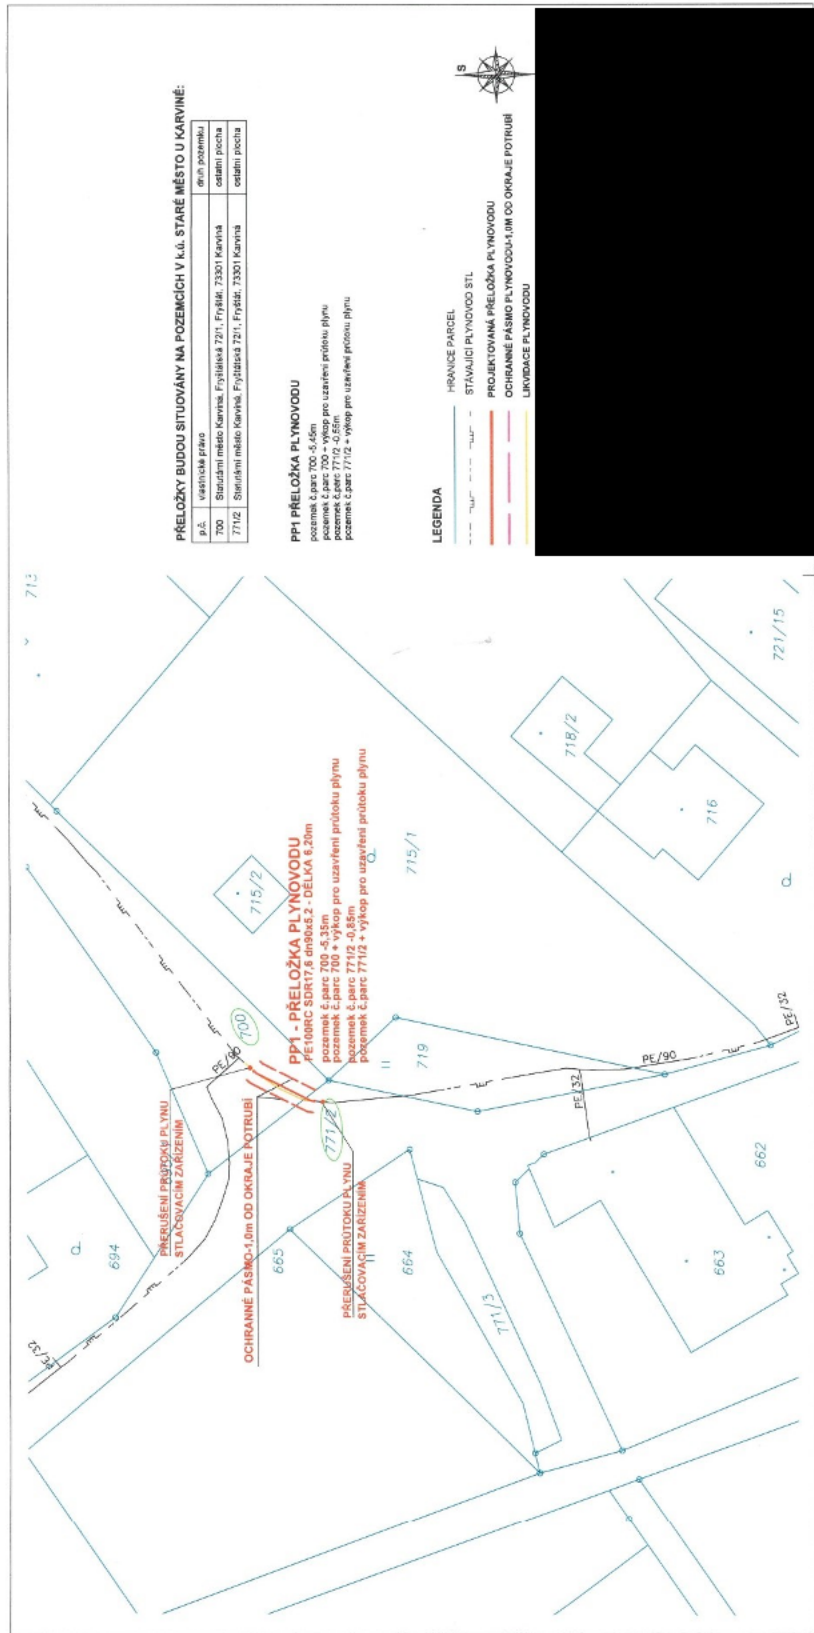 PŘELOŽKY BUDOU SITUOVÁNY NA POZEMCÍCH V k.ú. STARÉ MĚSTO U KARVINÉ:
p.č. vlastnické právo druh pozemku
700 Statutární město Karviná, Fryštátská 72/1, Fryštát, 73301 Karviná ostatní plocha
771/2 Statutární město Karviná, Fryštátská 72/1, Fryštát, 73301 Karviná ostatní plocha
PP1 PŘELOŽKA PLYNOVODU
pozemek č.parc 700 -5,45m
pozemek č.parc 700 + výkop pro uzavření průtoku plynu
pozemek č.parc 771/2 -0,85m
pozemek č.parc 771/2 + výkop pro uzavření průtoku plynu
LEGENDA
HRANICE PARCEL
STÁVAJÍCÍ PLYNOVOD STL
PROJEKTOVANÁ PŘELOŽKA PLYNOVODU
OCHRANNÉ PÁSMO PLYNOVODU-1,0M OD OKRAJE POTRUBÍ
LIKVIDACE PLYNOVODU
S
713
715/2
715/1
718/2
716
721/15
PP1 - PŘELOŽKA PLYNOVODU
PE100RC SDR17,6 dn90x5,2 - DÉLKA 6,20m
pozemek č.parc 700 -5,35m
pozemek č.parc 700 + výkop pro uzavření průtoku plynu
pozemek č.parc 771/2 -0,85m
pozemek č.parc 771/2 + výkop pro uzavření průtoku plynu
700
PE/90
719
PE/90
PE/32
PE/32
771/2
PŘERUŠENÍ PRŮTOKU PLYNU
STLAČOVACÍM ZAŘÍZENÍM
OCHRANNÉ PÁSMO-1,0m OD OKRAJE POTRUBÍ
PŘERUŠENÍ PRŮTOKU PLYNU
STLAČOVACÍM ZAŘÍZENÍM
694
665
664
771/3
663
662
PE/32